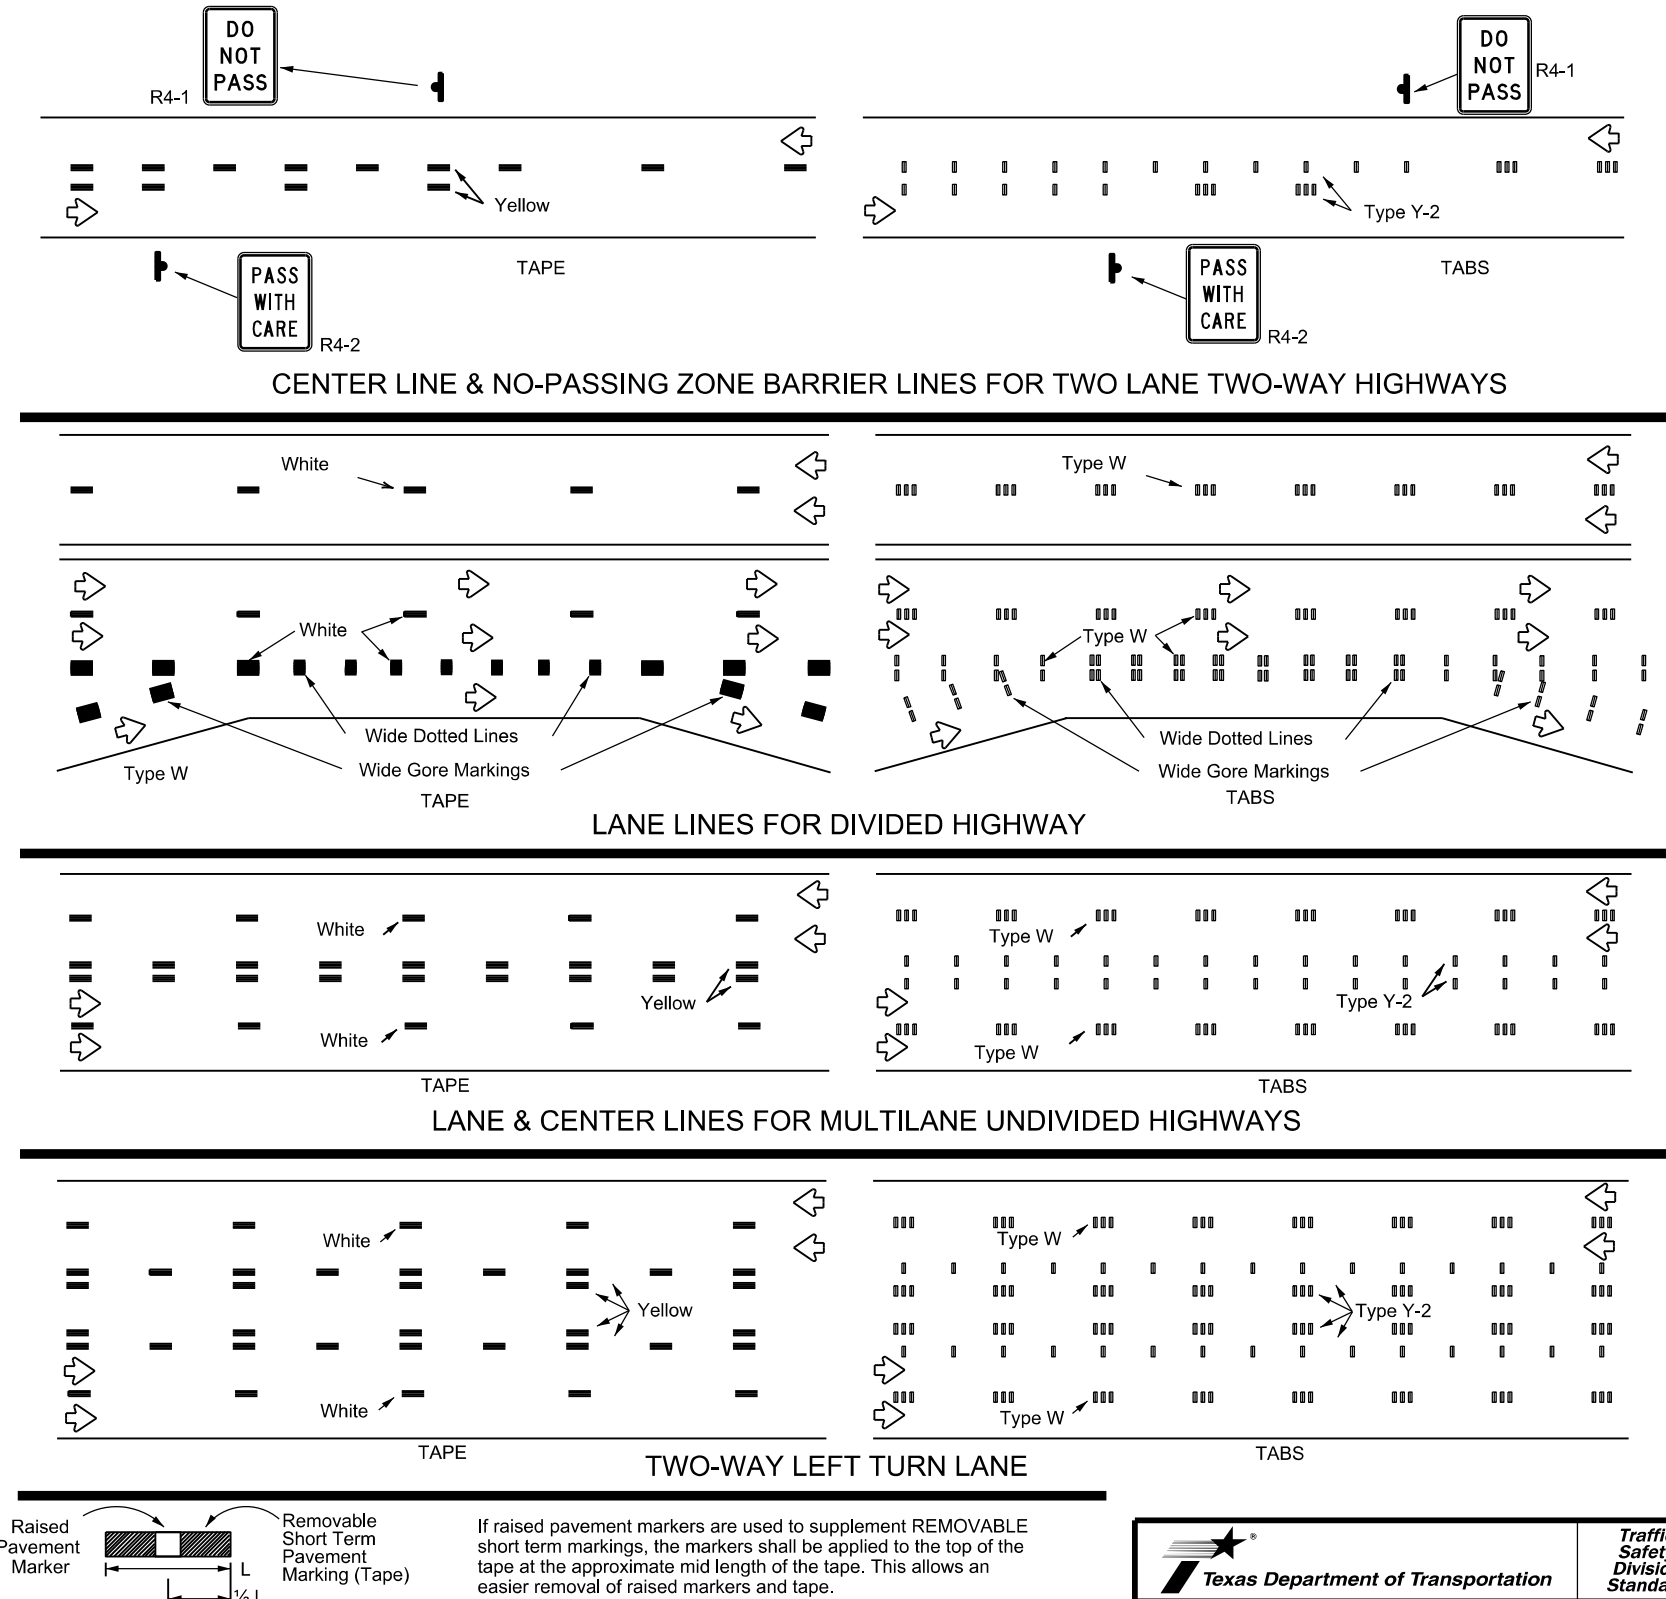 DO
NOT
PASS
R4-1
DO
NOT
PASS
R4-1
Yellow
Type Y-2
PASS
WITH
CARE
R4-2
TAPE
PASS
WITH
CARE
R4-2
TABS
CENTER LINE & NO-PASSING ZONE BARRIER LINES FOR TWO LANE TWO-WAY HIGHWAYS
White
Type W
White
Type W
Wide Dotted Lines
Wide Gore Markings
Type W
TAPE
Wide Dotted Lines
Wide Gore Markings
TABS
LANE LINES FOR DIVIDED HIGHWAY
White
Type W
Yellow
Type Y-2
White
Type W
TAPE
TABS
LANE & CENTER LINES FOR MULTILANE UNDIVIDED HIGHWAYS
White
Type W
Yellow
Type Y-2
White
Type W
TAPE
TABS
TWO-WAY LEFT TURN LANE
Raised
Pavement
Marker
L
½ L
Removable
Short Term
Pavement
Marking (Tape)
If raised pavement markers are used to supplement REMOVABLE
short term markings, the markers shall be applied to the top of the
tape at the approximate mid length of the tape. This allows an
easier removal of raised markers and tape.
®
Texas Department of Transportation
Traffic
Safety
Division
Standard